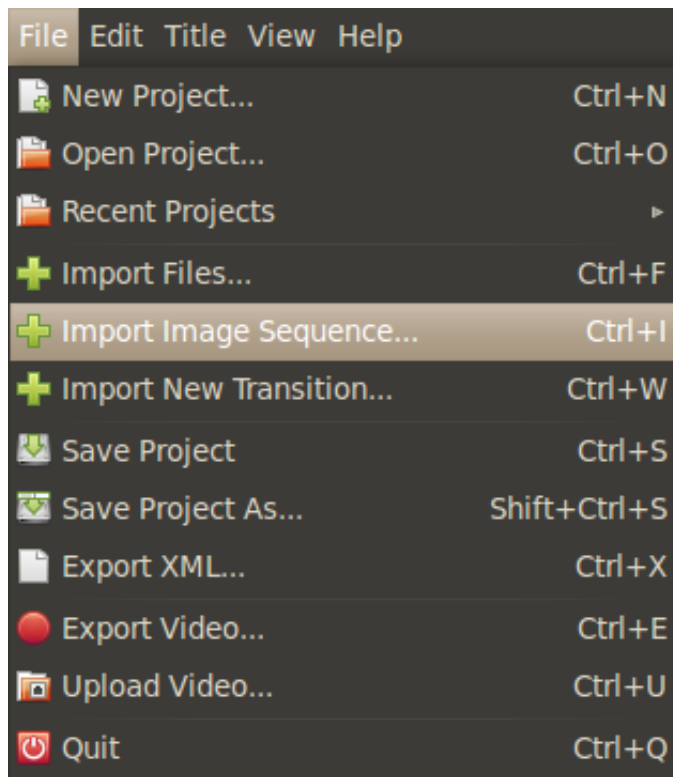 File Edit Title View Help
New Project... Ctrl+N
Open Project... Ctrl+O
Recent Projects
Import Files... Ctrl+F
Import Image Sequence... Ctrl+I
Import New Transition... Ctrl+W
Save Project Ctrl+S
Save Project As... Shift+Ctrl+S
Export XML... Ctrl+X
Export Video... Ctrl+E
Upload Video... Ctrl+U
Quit Ctrl+Q